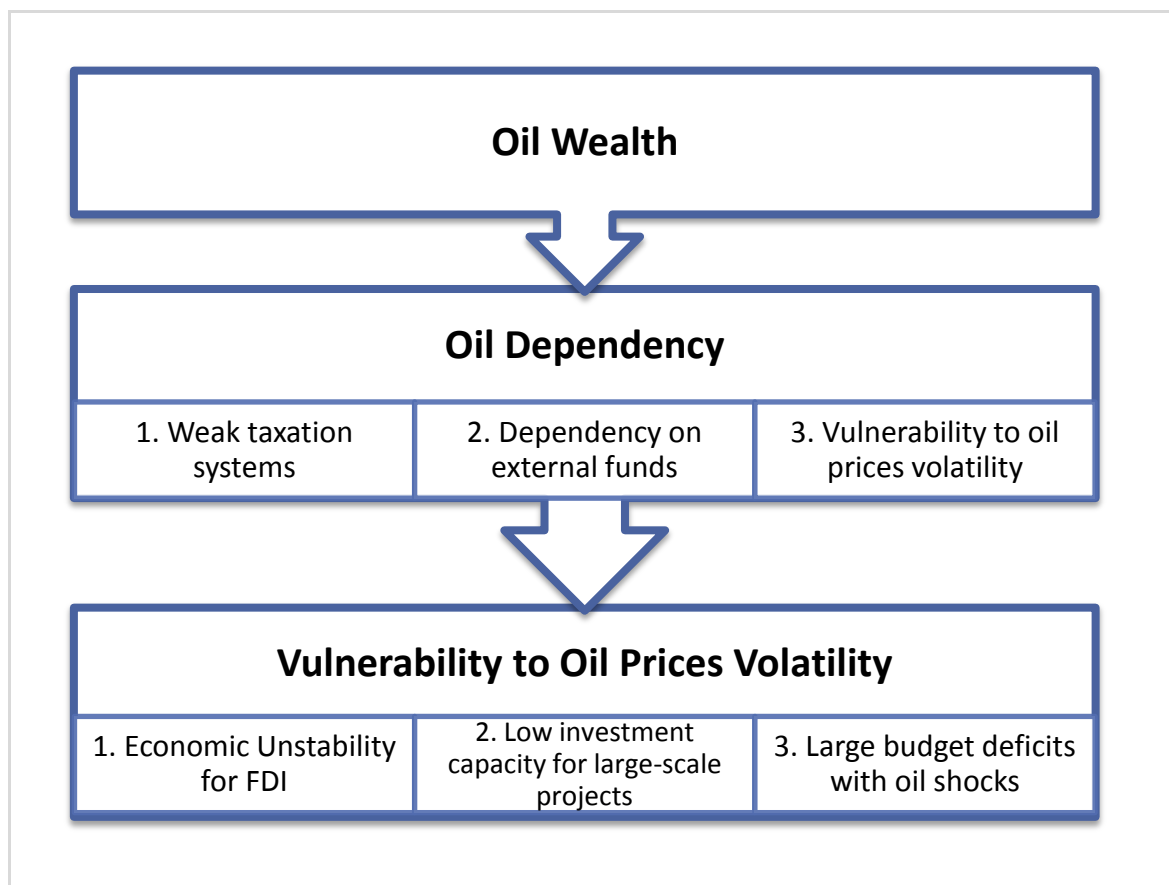 Oil Wealth
Oil Dependency
1. Weak taxation
systems
2. Dependency on
external funds
3. Vulnerability to oil
prices volatility
Vulnerability to Oil Prices Volatility
1. Economic Unstability
for FDI
2. Low investment
capacity for large-scale
projects
3. Large budget deficits
with oil shocks